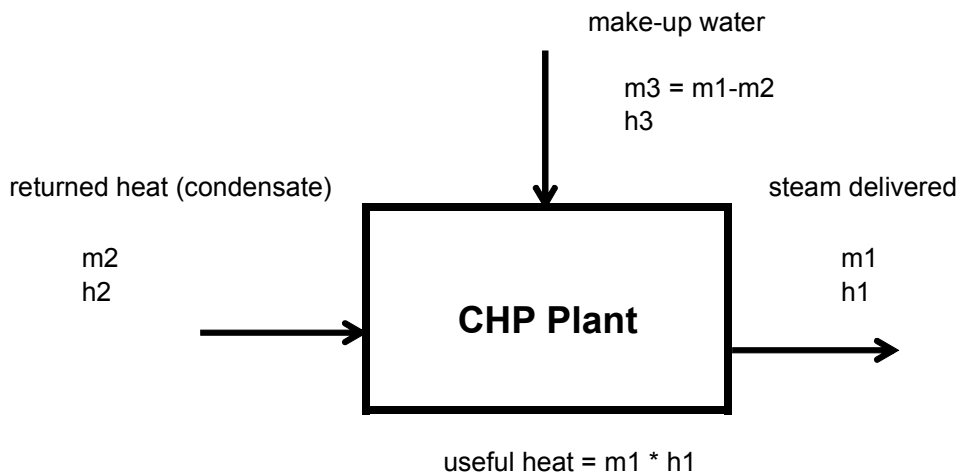 make-up water
m3 = m1-m2
h3
returned heat (condensate)
steam delivered
m2
h2
m1
h1
CHP Plant
useful heat = m1 * h1